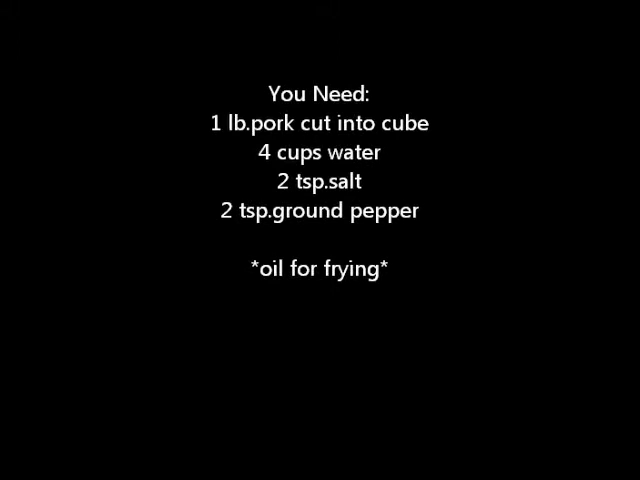 You Need:
1 lb.pork cut into cube
4 cups water
2 tsp.salt
2 tsp.ground pepper
*oil for frying*